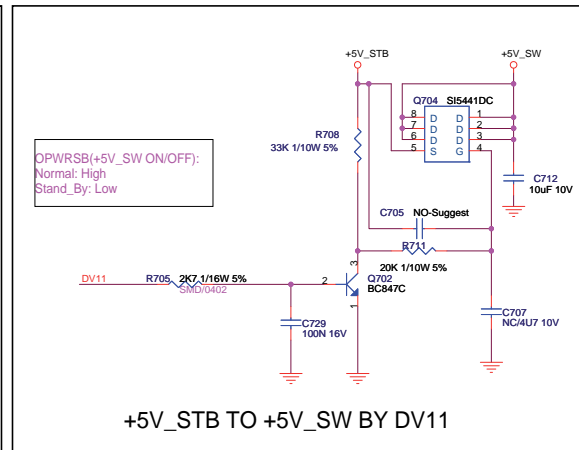 +5V_STB
+5V_SW
Q704
SI5441DC
8 D D 1
7 D D 2
6 D D 3
5 S G 4
R708
33K 1/10W 5%
OPWRSB(+5V_SW ON/OFF):
Normal: High
Stand_By: Low
C712
10uF 10V
C705
NO-Suggest
R711
20K 1/10W 5%
DV11
R705
2K7 1/16W 5%
SMD/0402
2
3
1
Q702
BC847C
C729
100N 16V
C707
NC/4U7 10V
+5V_STB TO +5V_SW BY DV11